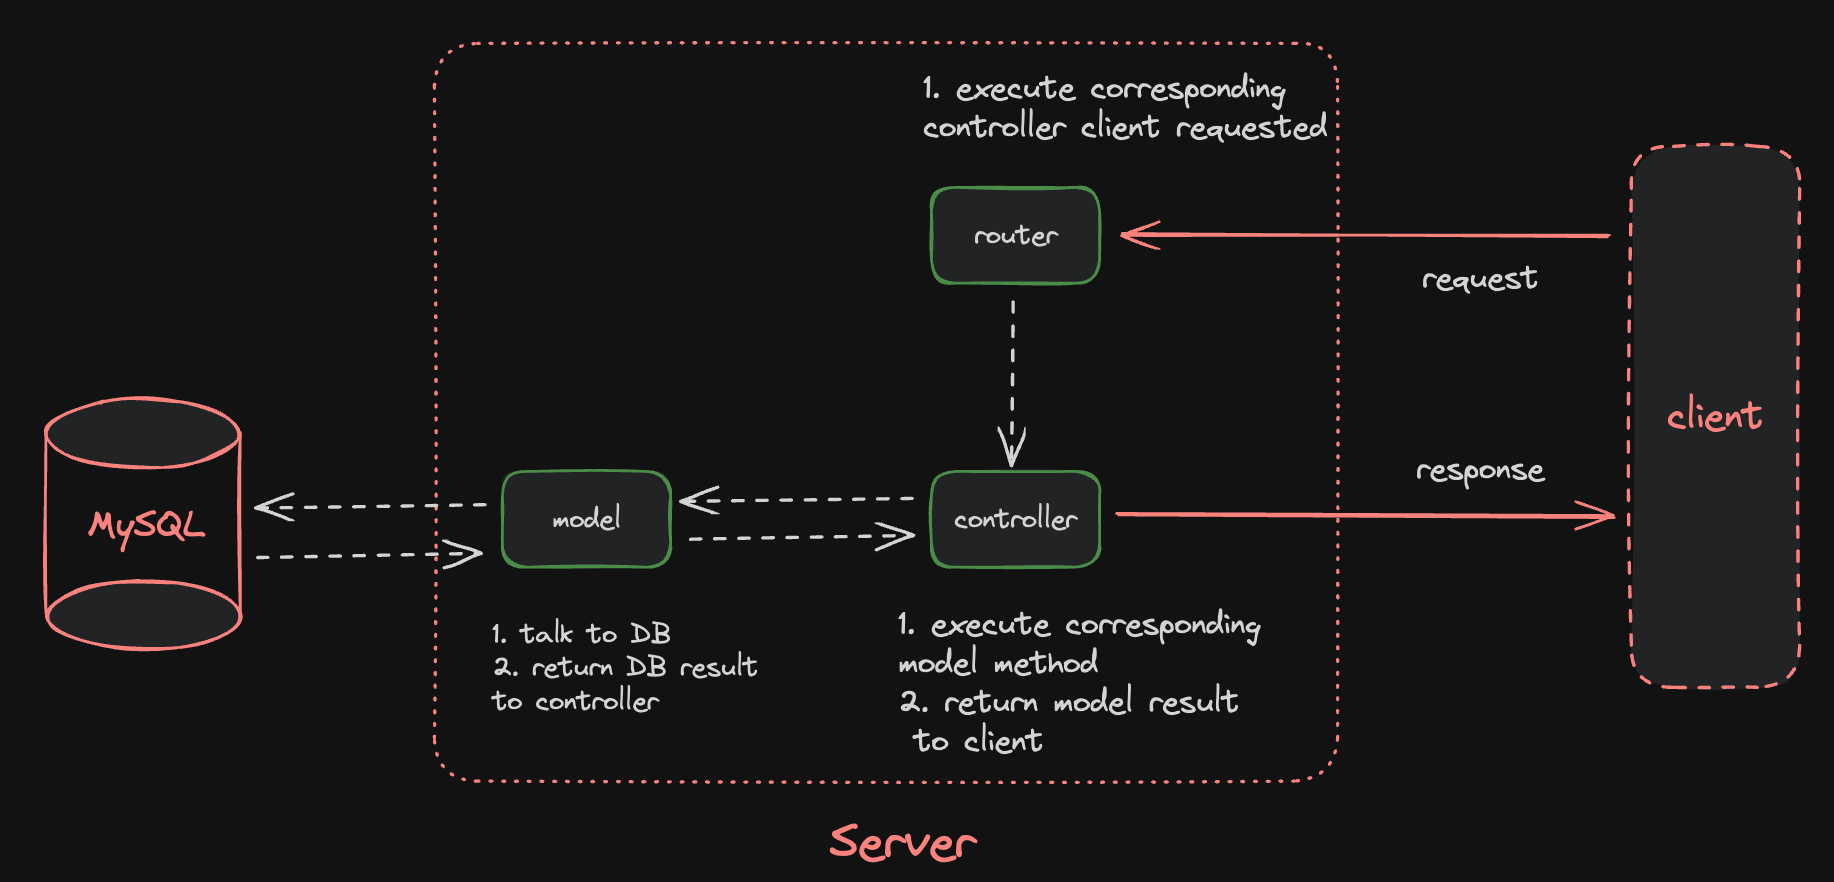 1. execute corresponding
controller client requested
router
request
client
response
MySQL
model
controller
1. talk to DB
2. return DB result
to controller
1. execute corresponding
model method
2. return model result
to client
Server